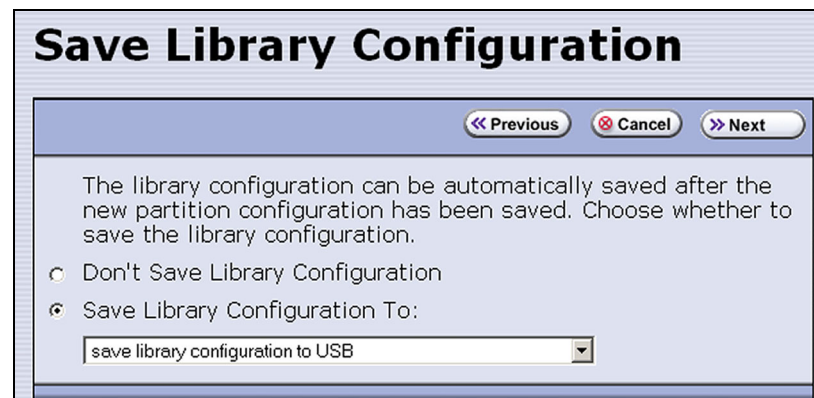 Save Library Configuration
Previous
Cancel
Next
The library configuration can be automatically saved after the
new partition configuration has been saved. Choose whether to
save the library configuration.
Don't Save Library Configuration
Save Library Configuration To:
save library configuration to USB